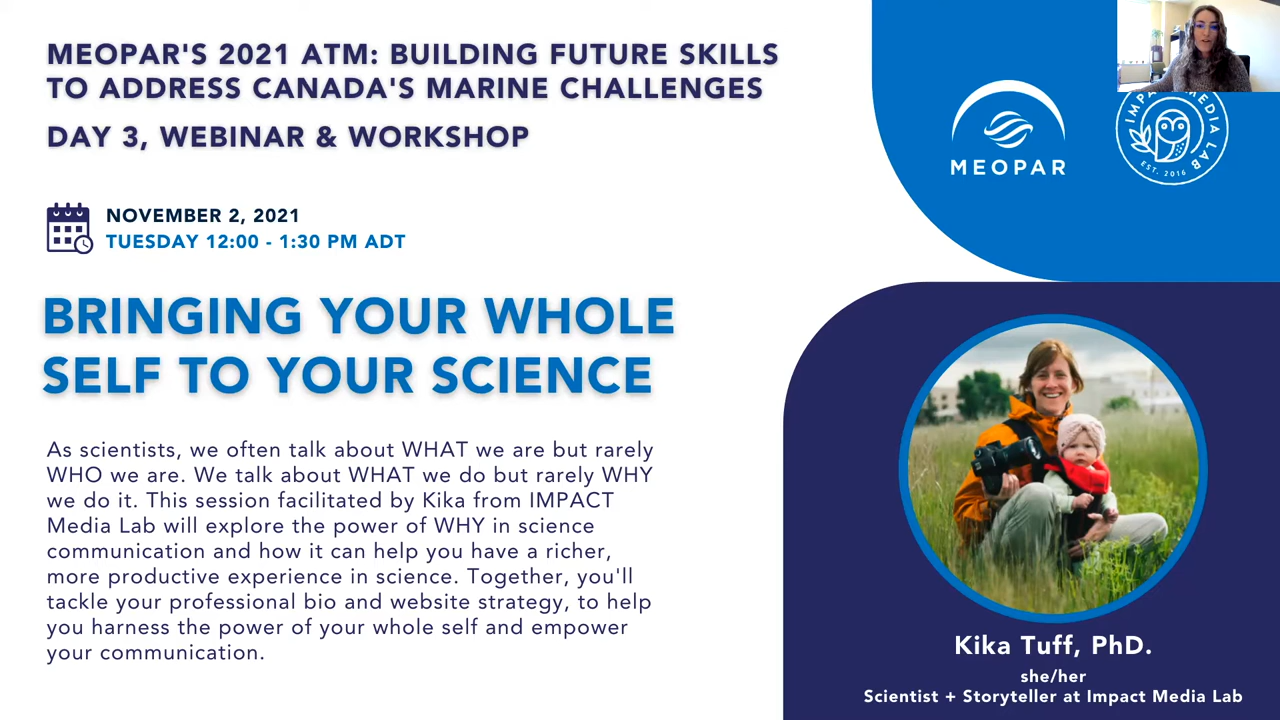 MEOPAR'S 2021 ATM: BUILDING FUTURE SKILLS
TO ADDRESS CANADA'S MARINE CHALLENGES
DAY 3, WEBINAR & WORKSHOP
NOVEMBER 2, 2021
TUESDAY 12:00 - 1:30 PM ADT
BRINGING YOUR WHOLE
SELF TO YOUR SCIENCE
As scientists, we often talk about WHAT we are but rarely
WHO we are. We talk about WHAT we do but rarely WHY
we do it. This session facilitated by Kika from IMPACT
Media Lab will explore the power of WHY in science
communication and how it can help you have a richer,
more productive experience in science. Together, you'll
tackle your professional bio and website strategy, to help
you harness the power of your whole self and empower
your communication.
MEOPAR
MEDIA LAB
EST. 2016
Kika Tuff, PhD.
she/her
Scientist + Storyteller at Impact Media Lab